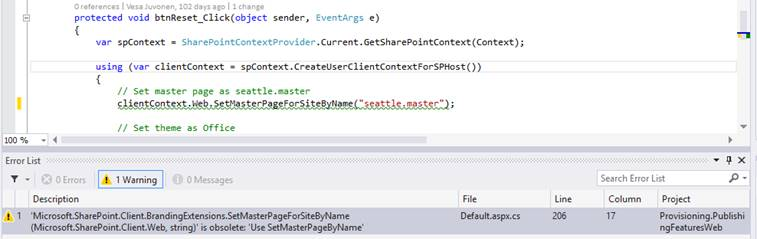 0 references | Vesa Juvonen, 102 days ago | 1 change
protected void btnReset_Click(object sender, EventArgs e)
{
var spContext = SharePointContextProvider.Current.GetSharePointContext(Context);
using (var clientContext = spContext.CreateUserClientContextForSPHost())
{
// Set master page as seattle.master
clientContext.Web.SetMasterPageForSiteByName("seattle.master");
// Set theme as Office
100 %
Error List
0 Errors
1 Warning
0 Messages
Search Error List
Description File Line Column Project
1 'Microsoft.SharePoint.Client.BrandingExtensions.SetMasterPageForSiteByName Default.aspx.cs 206 17 Provisioning.Publishi
(Microsoft.SharePoint.Client.Web, string)' is obsolete: 'Use SetMasterPageByName' ngFeaturesWeb